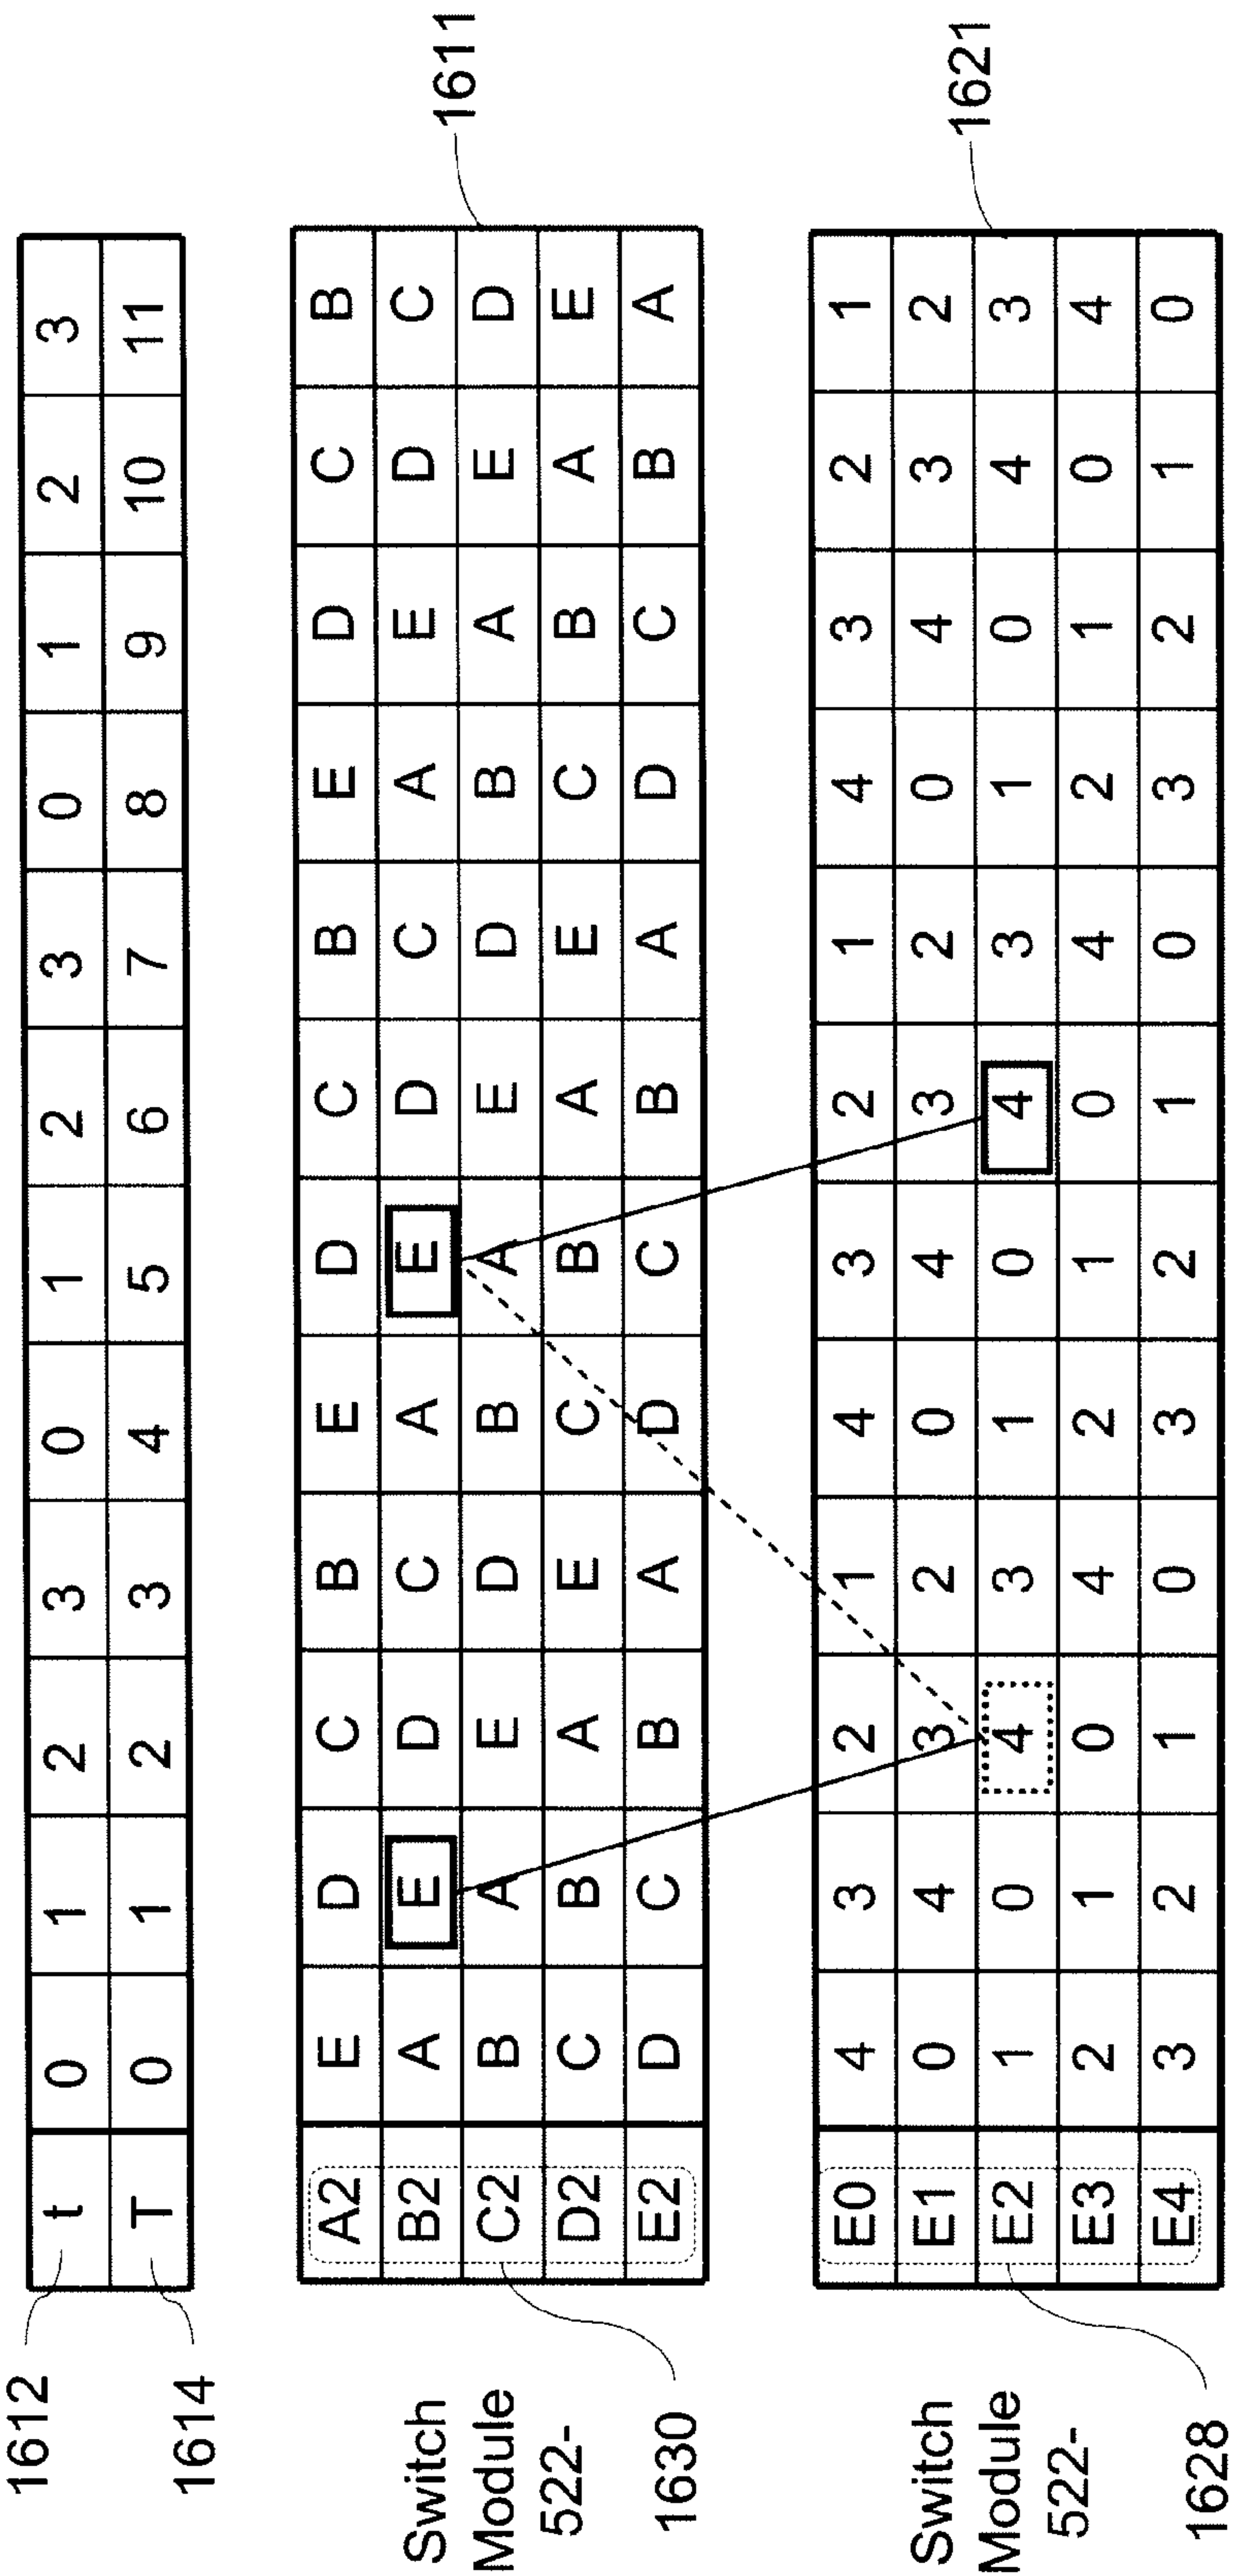 1612
t 0 1 2 3 0 1 2 3 0 1 2 3
T 0 1 2 3 4 5 6 7 8 9 10 11
1614
1611
A2 E D C B E D C B E D C B
B2 A E D C A E D C A E D C
C2 B A E D B A E D B A E D
D2 C B A E C B A E C B A E
E2 D C B A D C B A D C B A
Switch
Module
522-
1630
1621
E0 4 3 2 1 4 3 2 1 4 3 2 1
E1 0 4 3 2 0 4 3 2 0 4 3 2
E2 1 0 4 3 1 0 4 3 1 0 4 3
E3 2 1 0 4 2 1 0 4 2 1 0 4
E4 3 2 1 0 3 2 1 0 3 2 1 0
Switch
Module
522-
1628